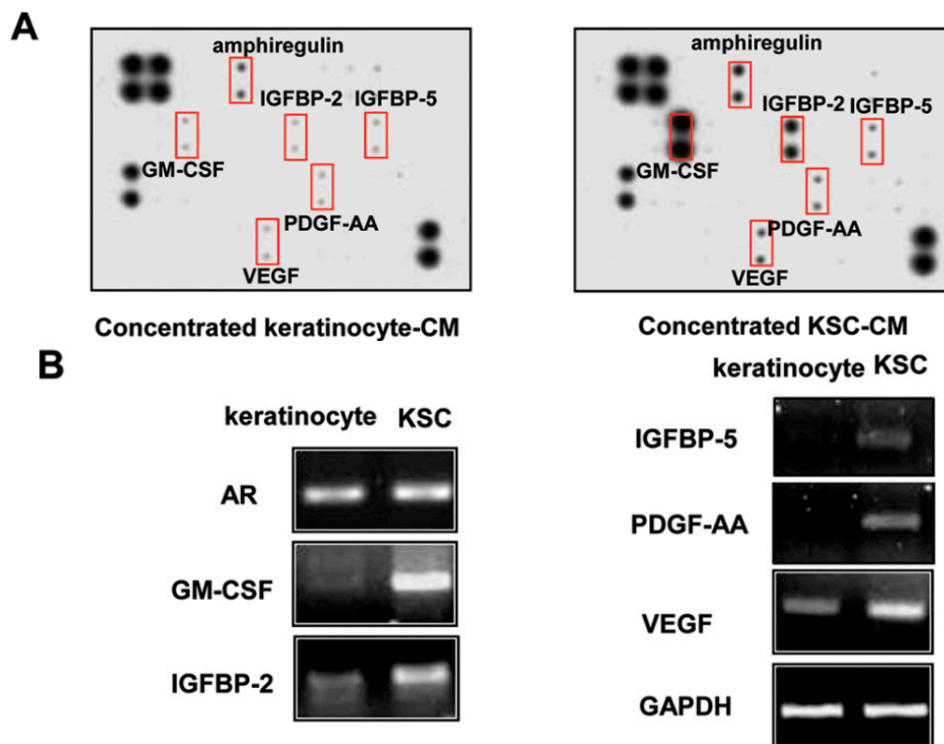 A
amphiregulin
IGFBP-2 IGFBP-5
GM-CSF
PDGF-AA
VEGF
Concentrated keratinocyte-CM
amphiregulin
IGFBP-2 IGFBP-5
GM-CSF
PDGF-AA
VEGF
Concentrated KSC-CM
B
keratinocyte KSC
AR
GM-CSF
IGFBP-2
keratinocyte KSC
IGFBP-5
PDGF-AA
VEGF
GAPDH